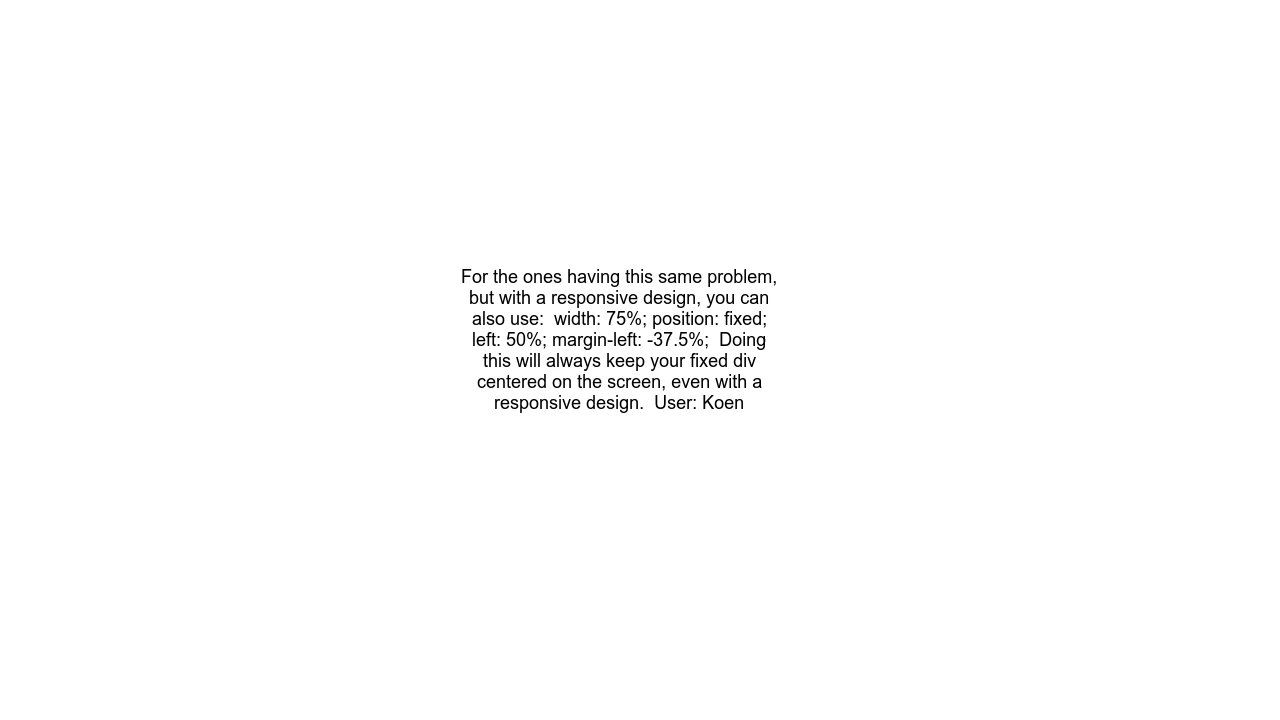 For the ones having this same problem,
but with a responsive design, you can
also use:  width: 75%; position: fixed;
left: 50%; margin-left: -37.5%;  Doing
this will always keep your fixed div
centered on the screen, even with a
responsive design.  User: Koen